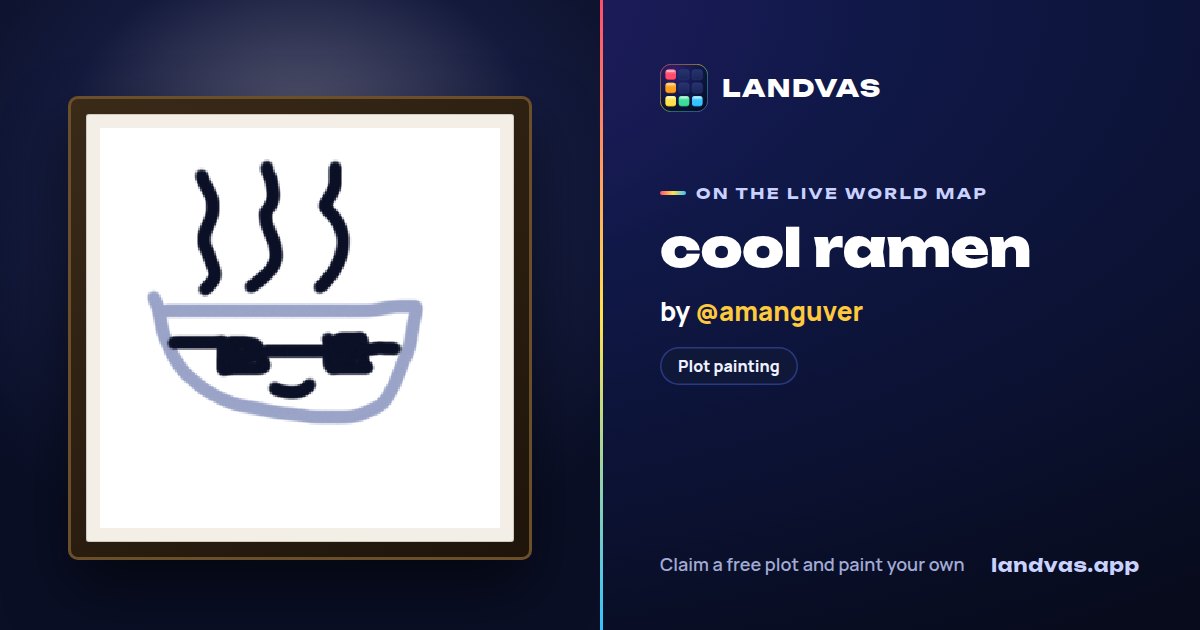 LANDVAS
ON THE LIVE WORLD MAP
cool ramen
by @amanguver
Plot painting
Claim a free plot and paint your own landvas.app